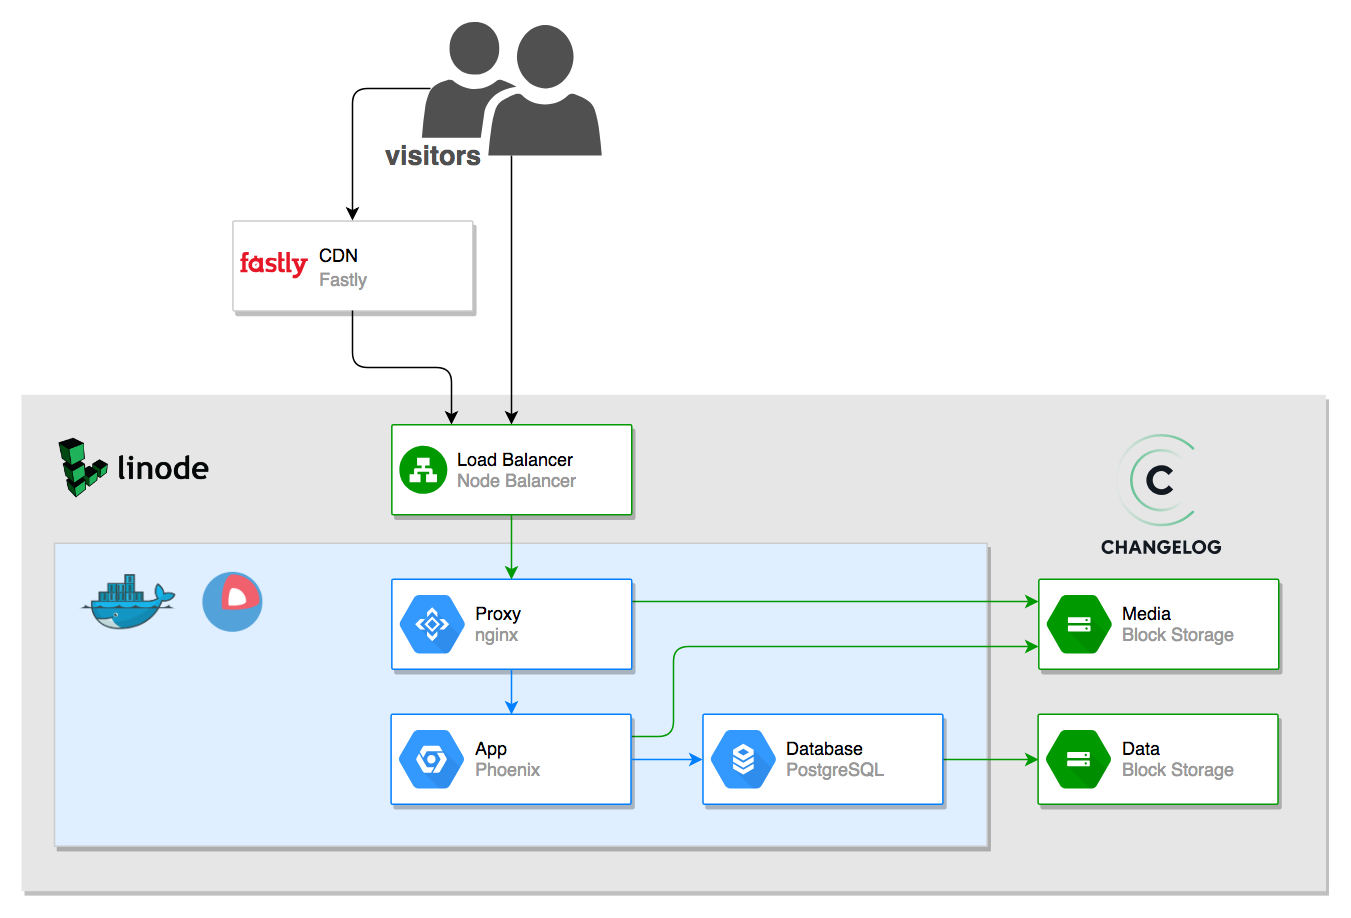 visitors
fastly
CDN
Fastly
linode
Load Balancer
Node Balancer
C
CHANGELOG
Proxy
nginx
Media
Block Storage
App
Phoenix
Database
PostgreSQL
Data
Block Storage